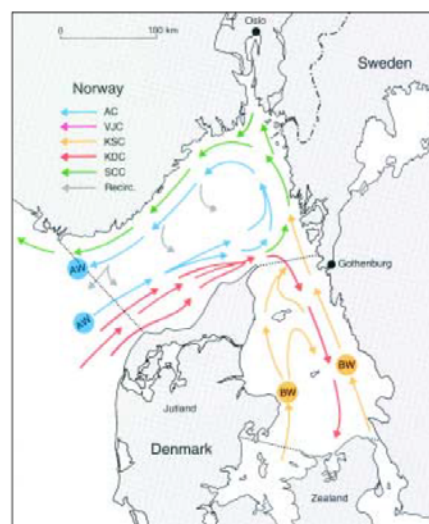 0
100 km
Oslo
Sweden
Norway
AC
VJC
KSC
KDC
SCC
Recirc.
AW
Gothenburg
AW
BW
BW
Jutland
Denmark
Zealand